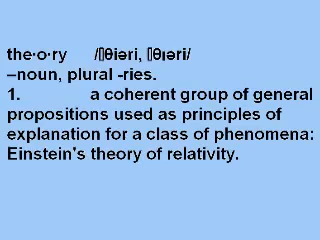 the·o·ry /▯θiəri, ▯θɪəri/
–noun, plural -ries.
1. a coherent group of general
propositions used as principles of
explanation for a class of phenomena:
Einstein's theory of relativity.